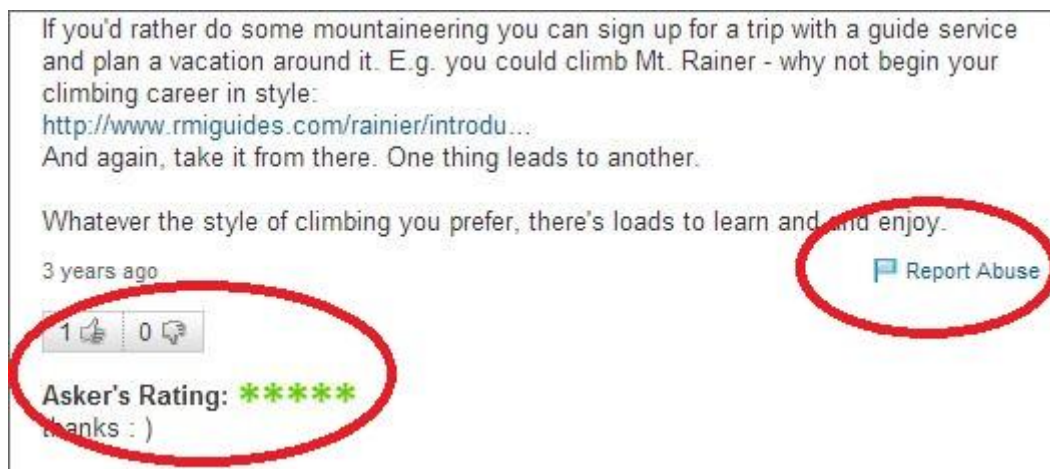 If you'd rather do some mountaineering you can sign up for a trip with a guide service
and plan a vacation around it. E.g. you could climb Mt. Rainer - why not begin your
climbing career in style:
http://www.rmiguides.com/rainier/introdu...
And again, take it from there. One thing leads to another.
Whatever the style of climbing you prefer, there's loads to learn and and enjoy.
3 years ago
Report Abuse
1
0
Asker's Rating: *****
thanks : )